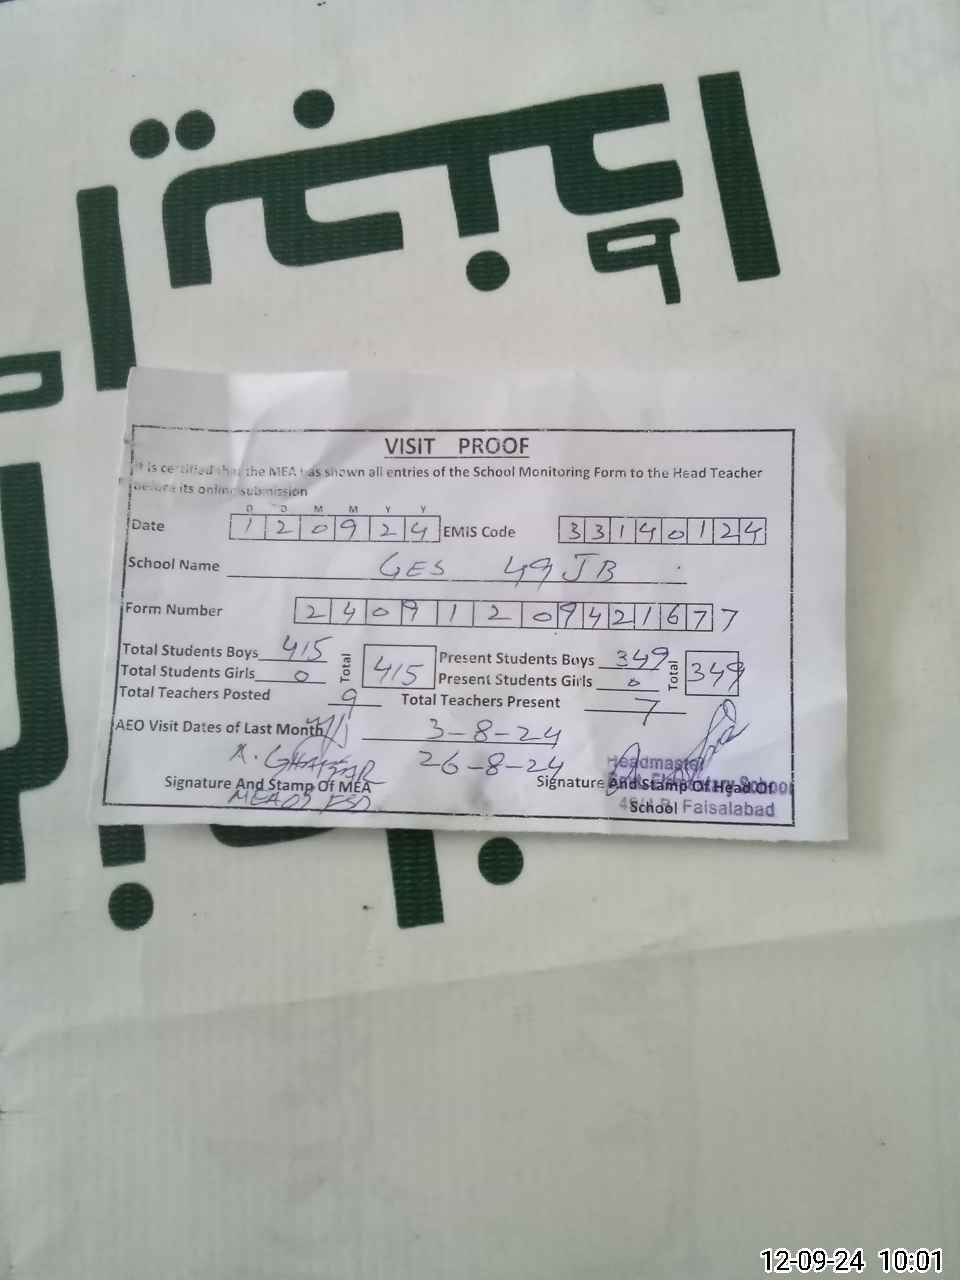 VISIT PROOF
It is certified that the MEA has shown all entries of the School Monitoring Form to the Head Teacher
before its online submission
D D M M Y Y
Date 1 2 0 9 2 4 EMIS Code 3 3 1 4 0 1 2 4
School Name GES 49 JB
Form Number 2 4 0 9 1 2 0 9 4 2 1 6 7 7
Total Students Boys 415 Total 415 Present Students Boys 349 Total 349
Total Students Girls 0 Present Students Girls 0
Total Teachers Posted 9 Total Teachers Present 7
AEO Visit Dates of Last Month 3-8-24
A. GHAFFAR 26-8-24 Headmaster
Signature And Stamp Of MEA Signature And Stamp Of Head Of
Elementary School
School Faisalabad
12-09-24 10:01